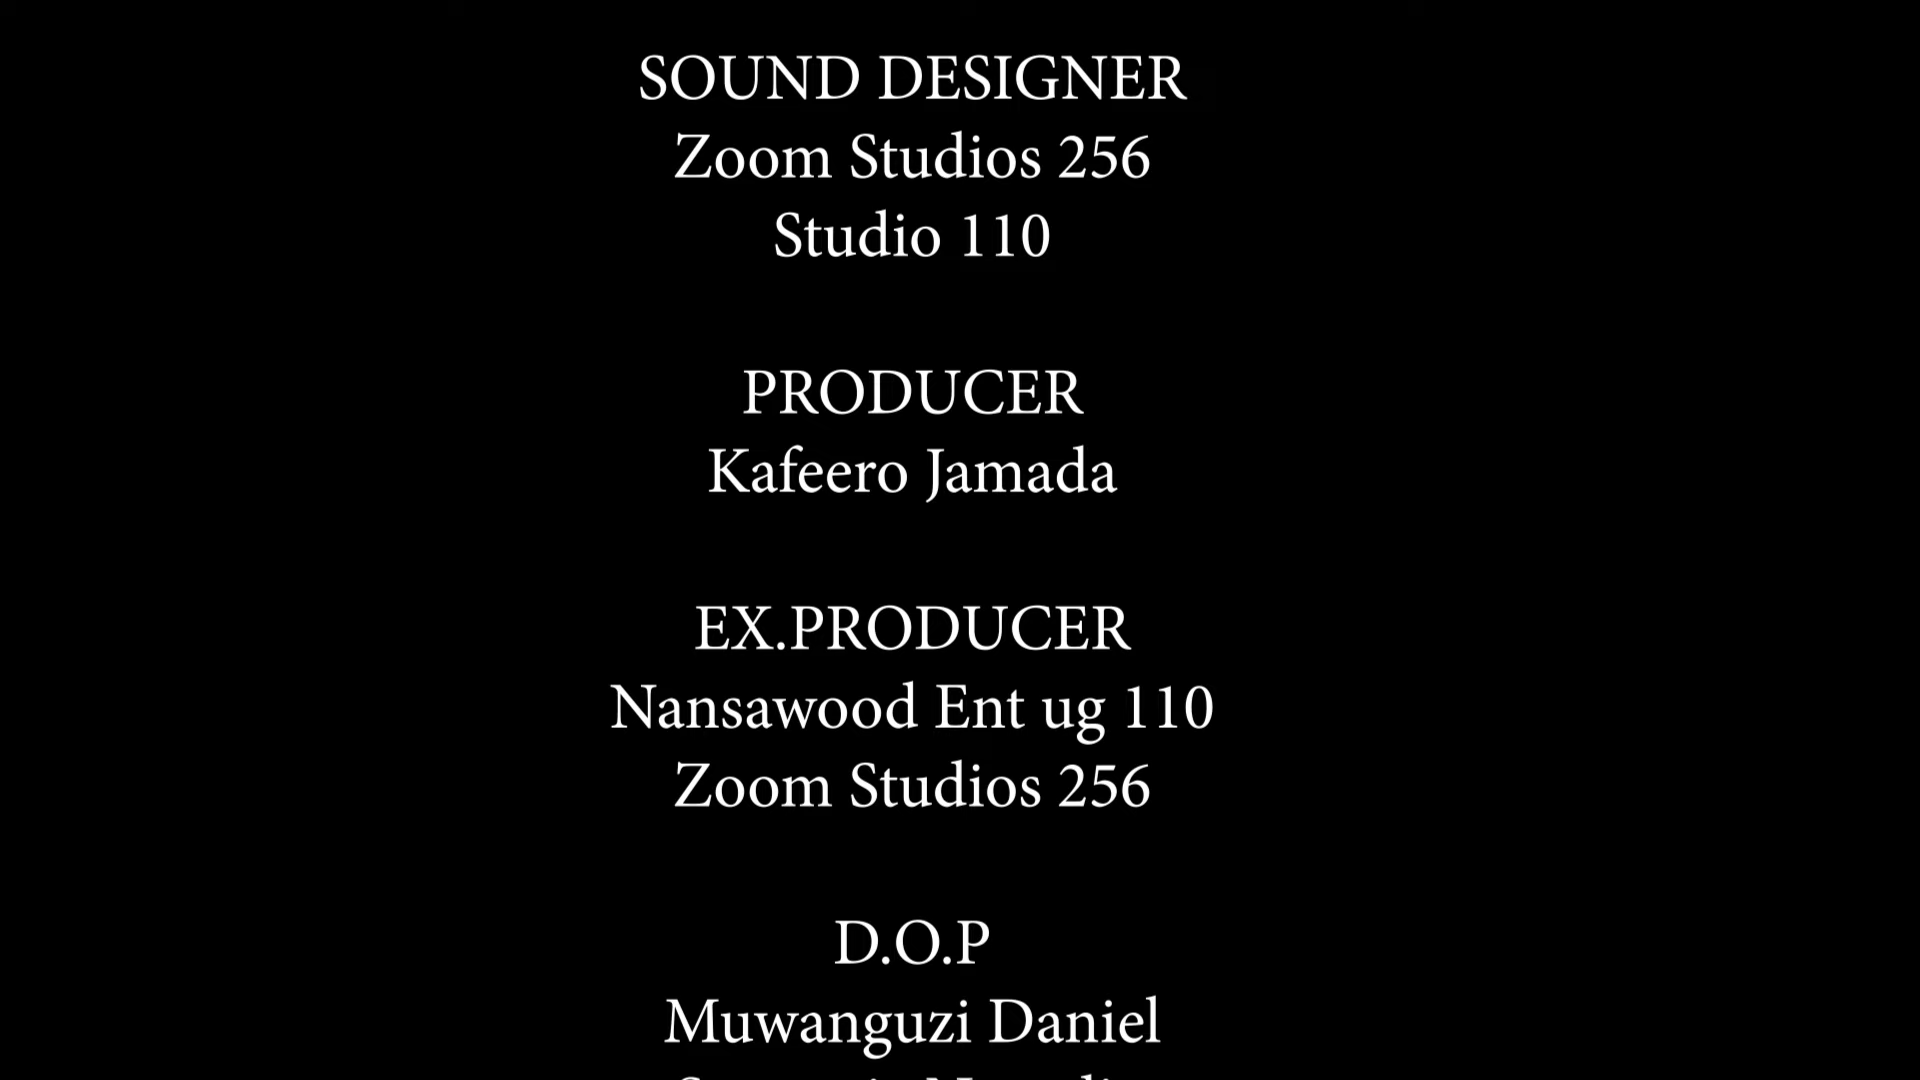 SOUND DESIGNER
Zoom Studios 256
Studio 110
PRODUCER
Kafeero Jamada
EX.PRODUCER
Nansawood Ent ug 110
Zoom Studios 256
D.O.P
Muwanguzi Daniel